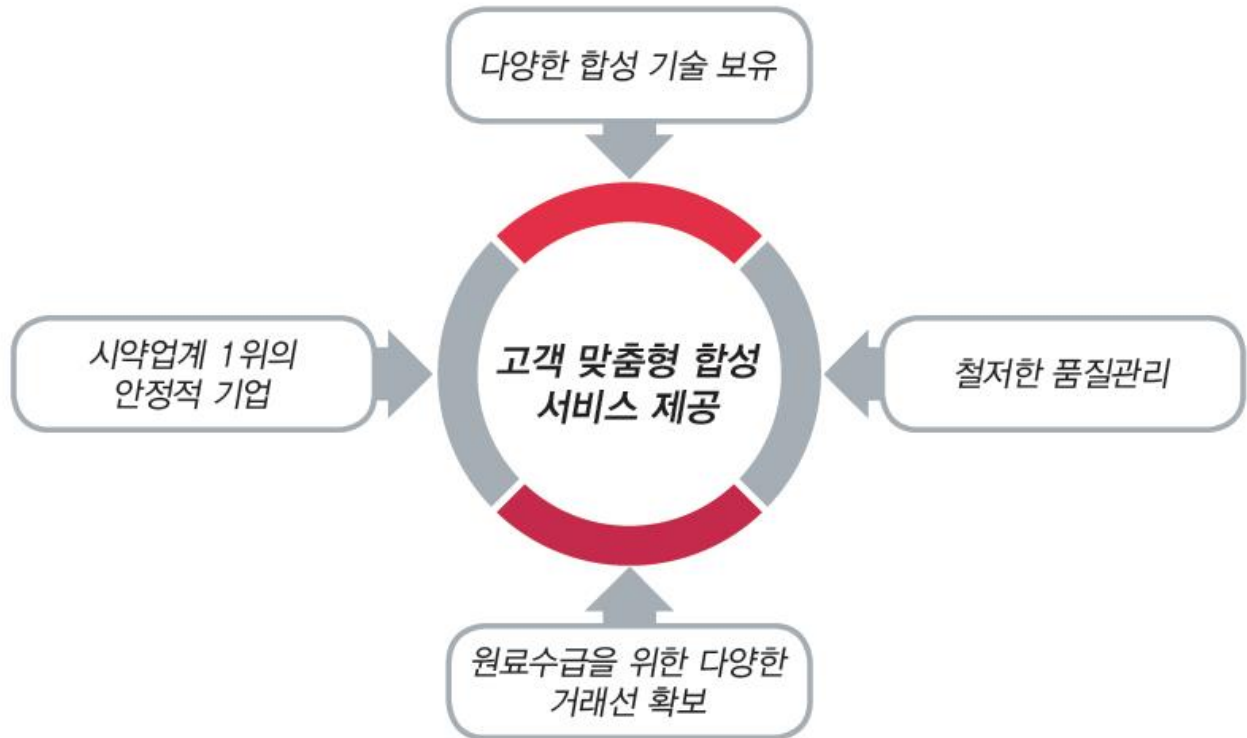 다양한 합성 기술 보유
시약업계 1위의
안정적 기업
고객 맞춤형 합성
서비스 제공
철저한 품질관리
원료수급을 위한 다양한
거래선 확보